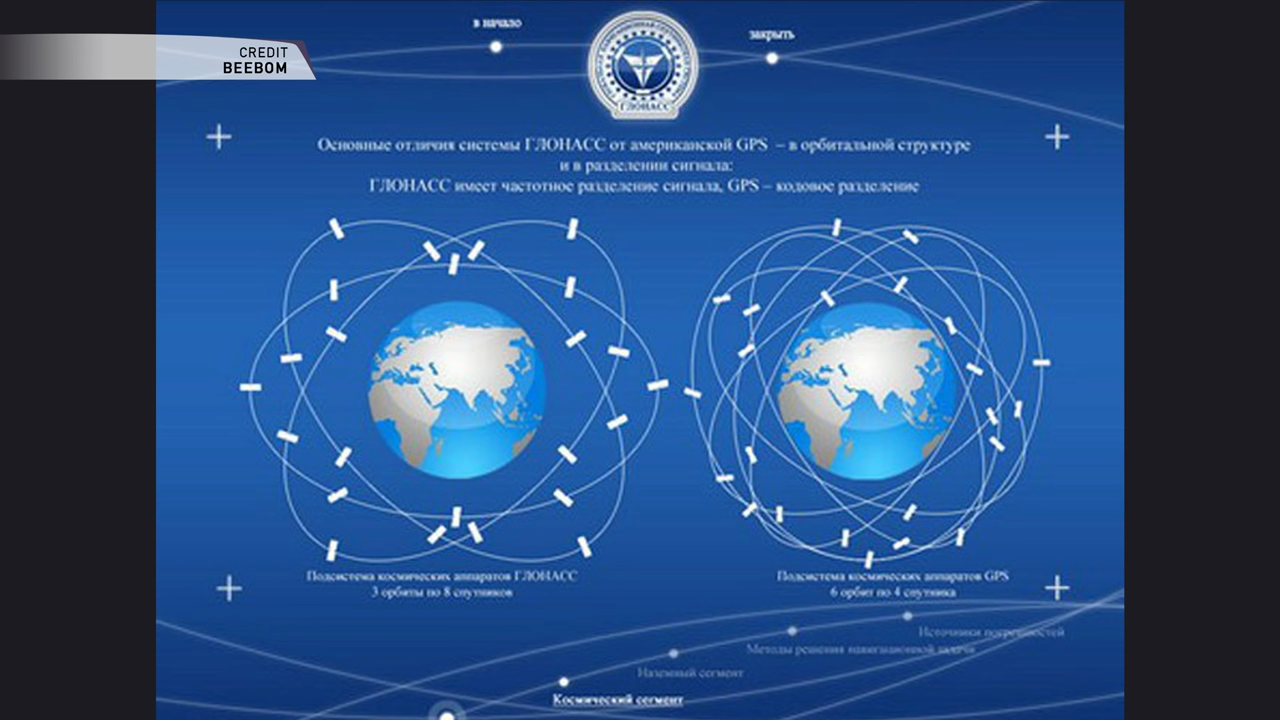 CREDIT
BEEBOM
в начало
закрыть
ГЛОНАСС
Основные отличия системы ГЛОНАСС от американской GPS – в орбитальной структуре
и в разделении сигнала:
ГЛОНАСС имеет частотное разделение сигнала, GPS – кодовое разделение
Подсистема космических аппаратов ГЛОНАСС
3 орбиты по 8 спутников
Подсистема космических аппаратов GPS
6 орбит по 4 спутника
Источники погрешностей
Методы решения навигационной задачи
Наземный сегмент
Космический сегмент